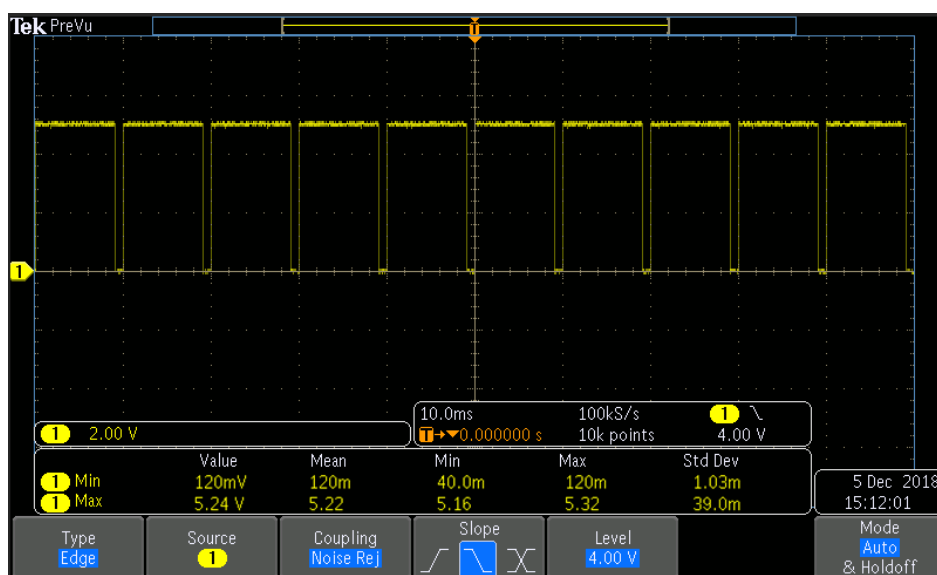 Tek PreVu
T
1
10.0ms 100kS/s 1
1 2.00 V
T→▼0.000000 s 10k points 4.00 V
Value Mean Min Max Std Dev
1 Min 120mV 120m 40.0m 120m 1.03m
1 Max 5.24 V 5.22 5.16 5.32 39.0m
5 Dec 2018
15:12:01
Type
Edge
Source
1
Coupling
Noise Rej
Slope
Level
4.00 V
Mode
Auto
& Holdoff